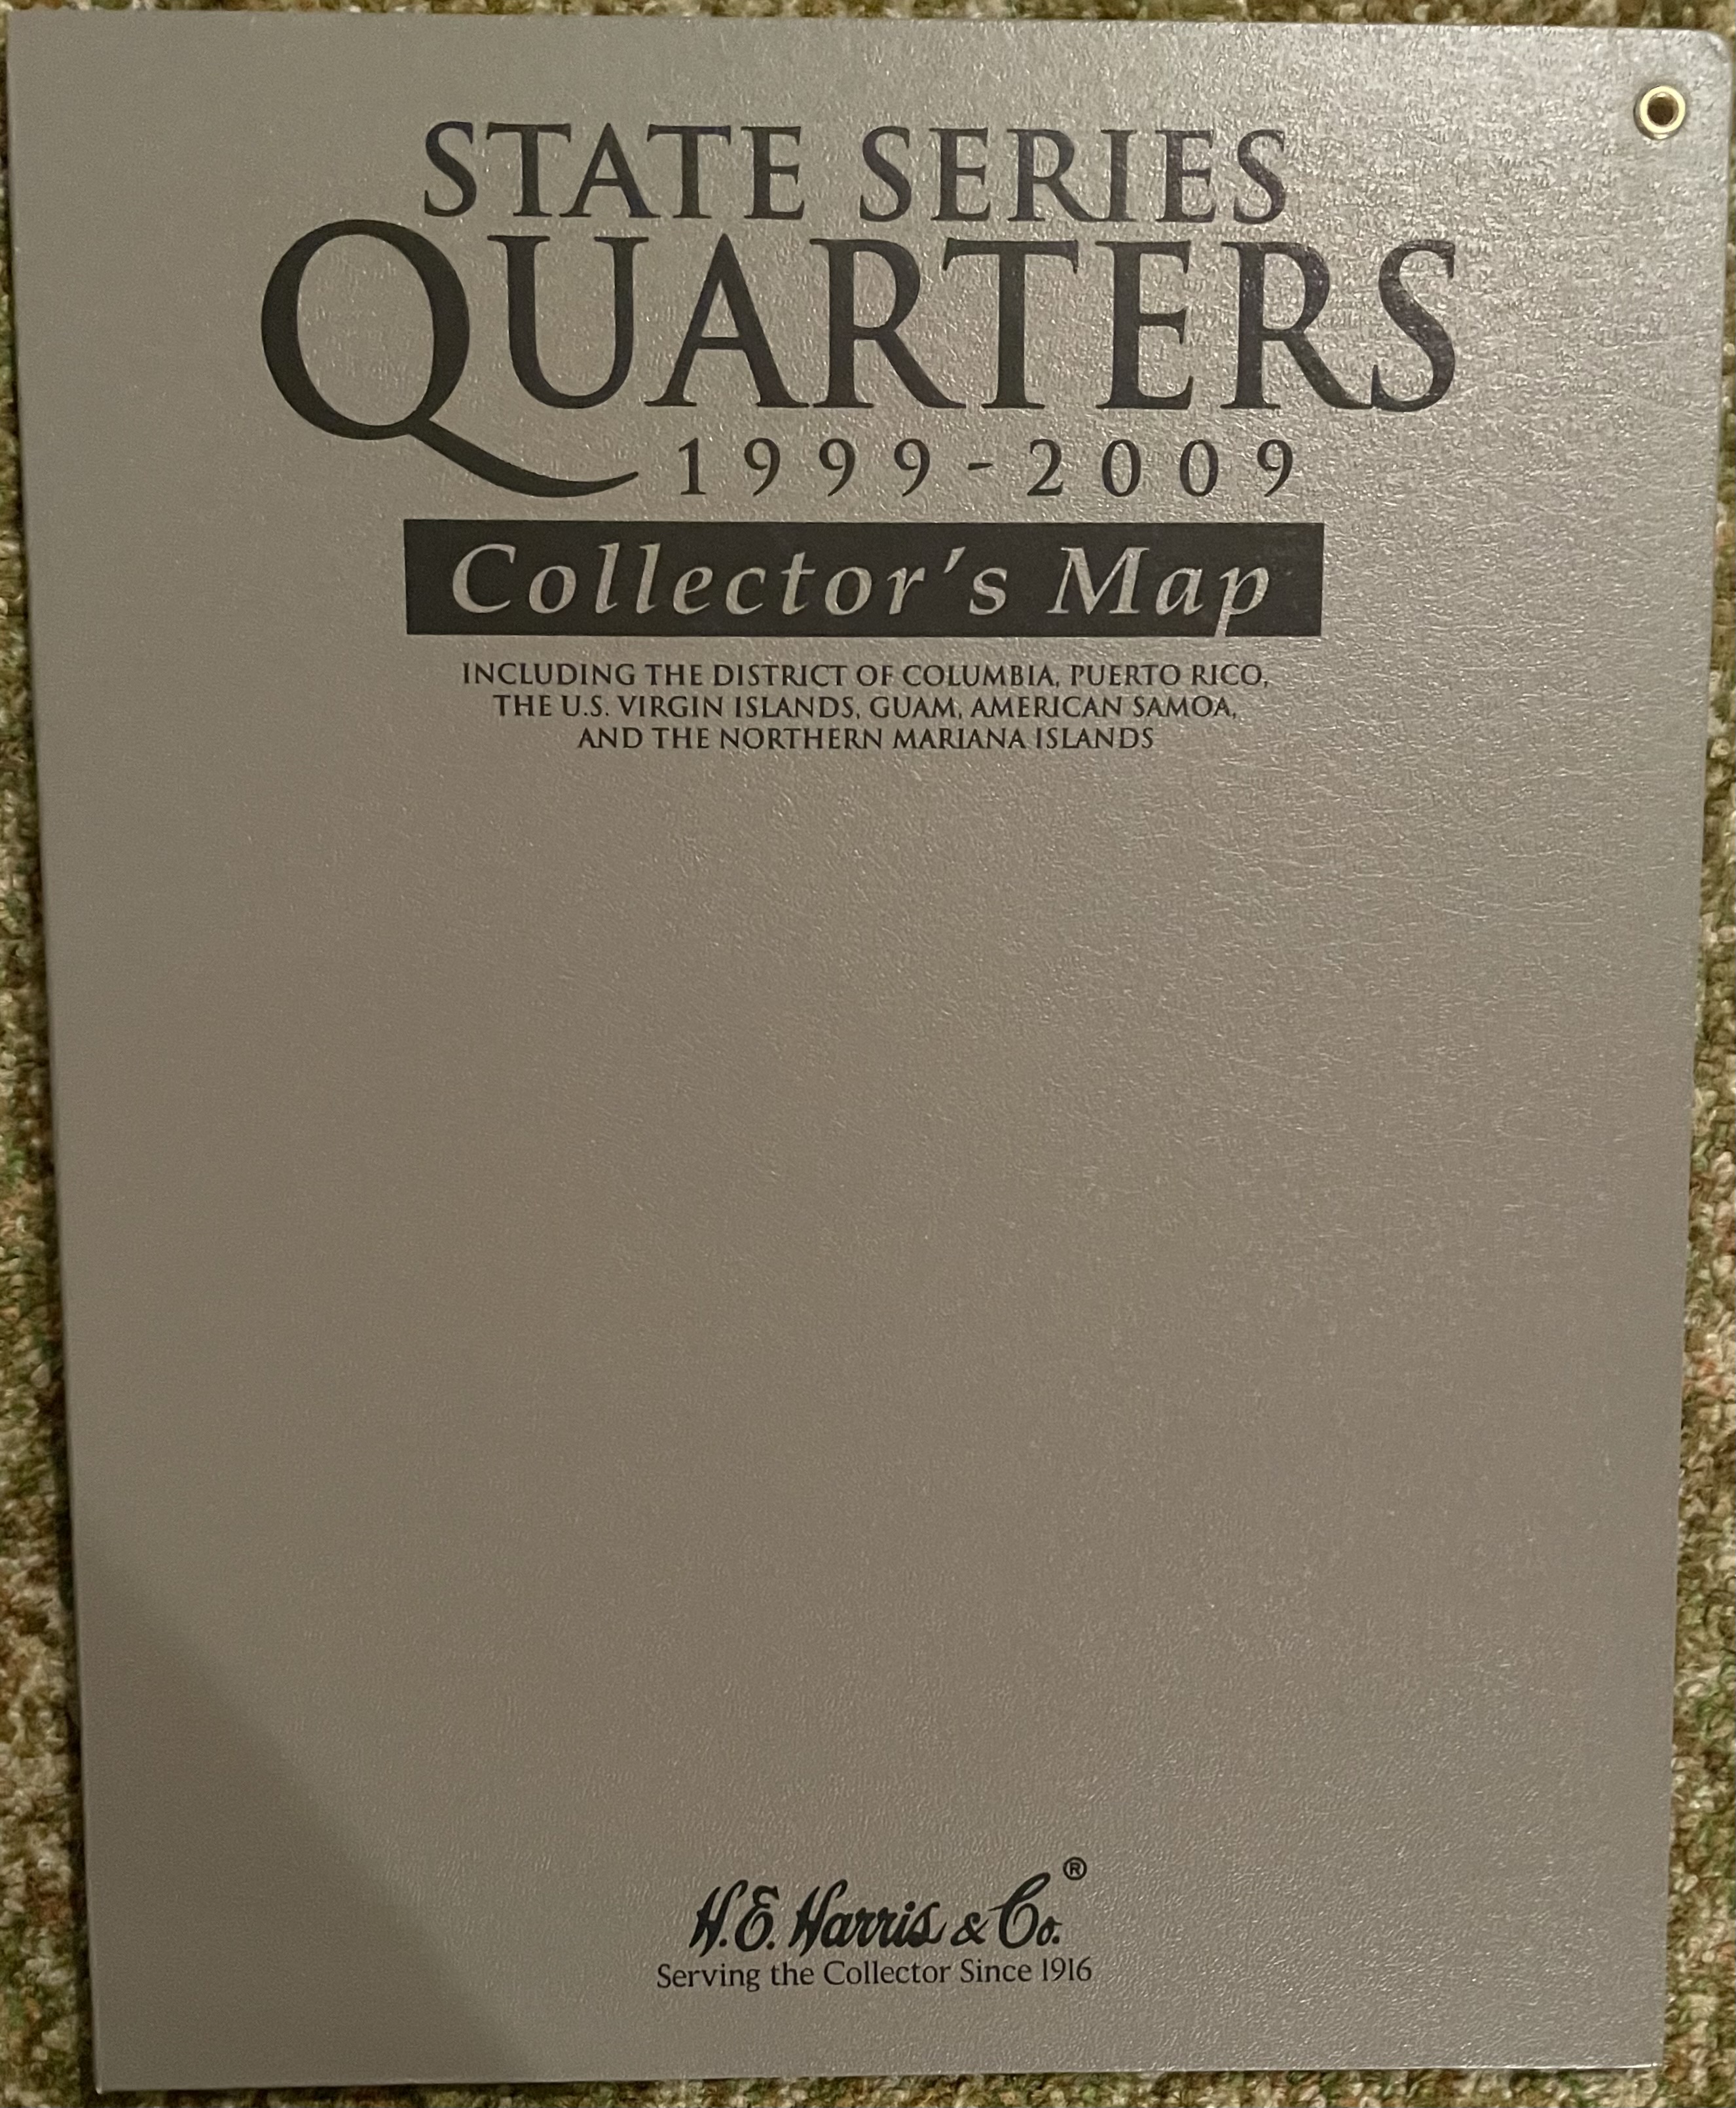 STATE SERIES
QUARTERS
1999-2009
Collector's Map
INCLUDING THE DISTRICT OF COLUMBIA, PUERTO RICO,
THE U.S. VIRGIN ISLANDS, GUAM, AMERICAN SAMOA,
AND THE NORTHERN MARIANA ISLANDS
H.E. Harris & Co.®
Serving the Collector Since 1916